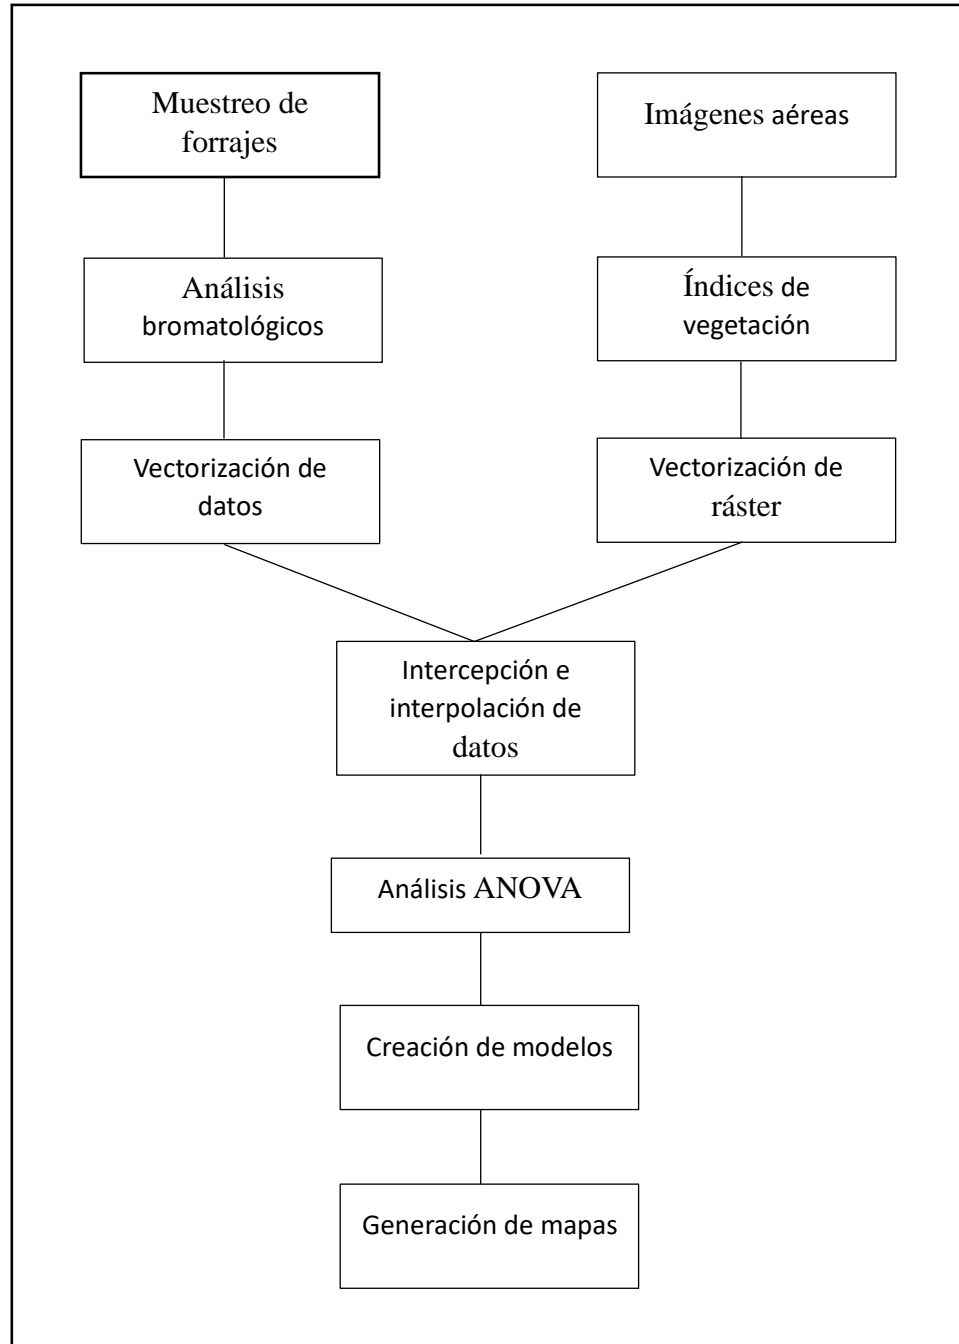 Muestreo de
forrajes
Imágenes aéreas
Análisis
bromatológicos
Índices de
vegetación
Vectorización de
datos
Vectorización de
ráster
Intercepción e
interpolación de
datos
Análisis ANOVA
Creación de modelos
Generación de mapas